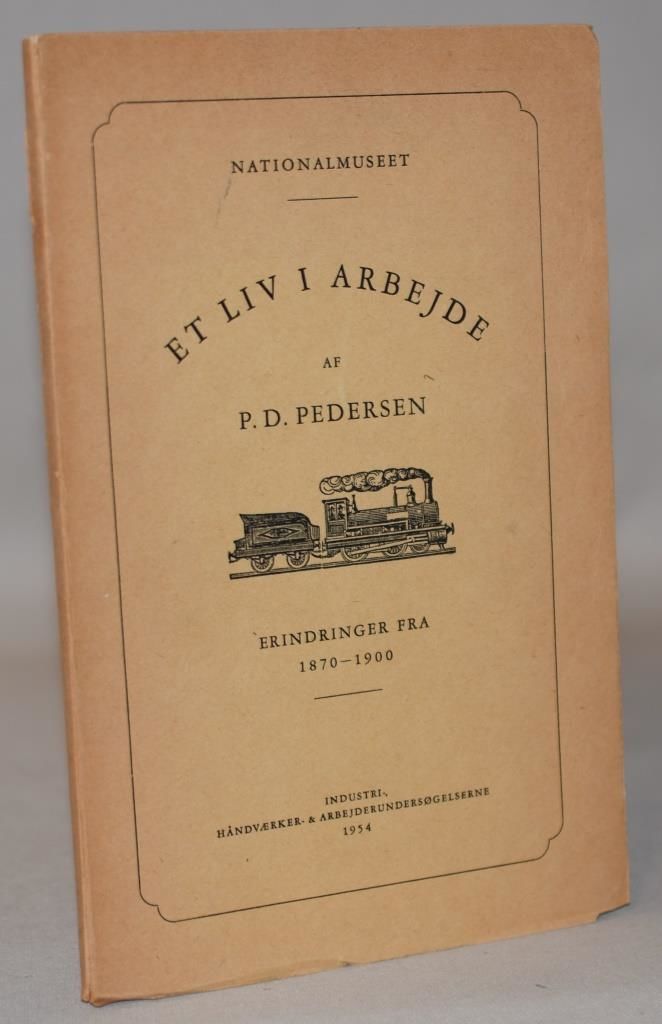 NATIONALMUSEET
ET LIV I ARBEJDE
AF
P. D. PEDERSEN
ERINDRINGER FRA
1870–1900
INDUSTRI-,
HÅNDVÆRKER- & ARBEJDERUNDERSØGELSERNE
1954